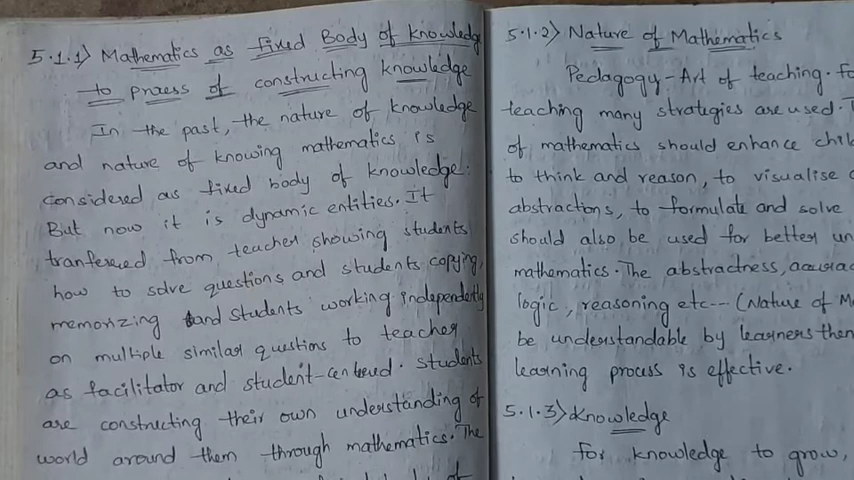 5.1.1) Mathematics as fixed Body of knowledge
to prcess of constructing knowledge
In the past, the nature of knowledge
and nature of knowing mathematics is
considered as fixed body of knowledge.
But now it is dynamic entities. It
tranfered from teacher showing students
how to solve questions and students copying,
memorizing and students working independently
on multiple similar questions to teacher
as facilitator and student-centered. Students
are constructing their own understanding of
world around them through mathematics. The
of
5.1.2) Nature of Mathematics
Pedagogy - Art of teaching. Fo
teaching many strategies are used. T
of mathematics should enhance chil
to think and reason, to visualise
abstractions, to formulate and solve
should also be used for better un
mathematics. The abstractness, accurac
logic, reasoning etc-- (Nature of M
be understandable by learners then
learning process is effective.
5.1.3) Knowledge
For knowledge to grow,